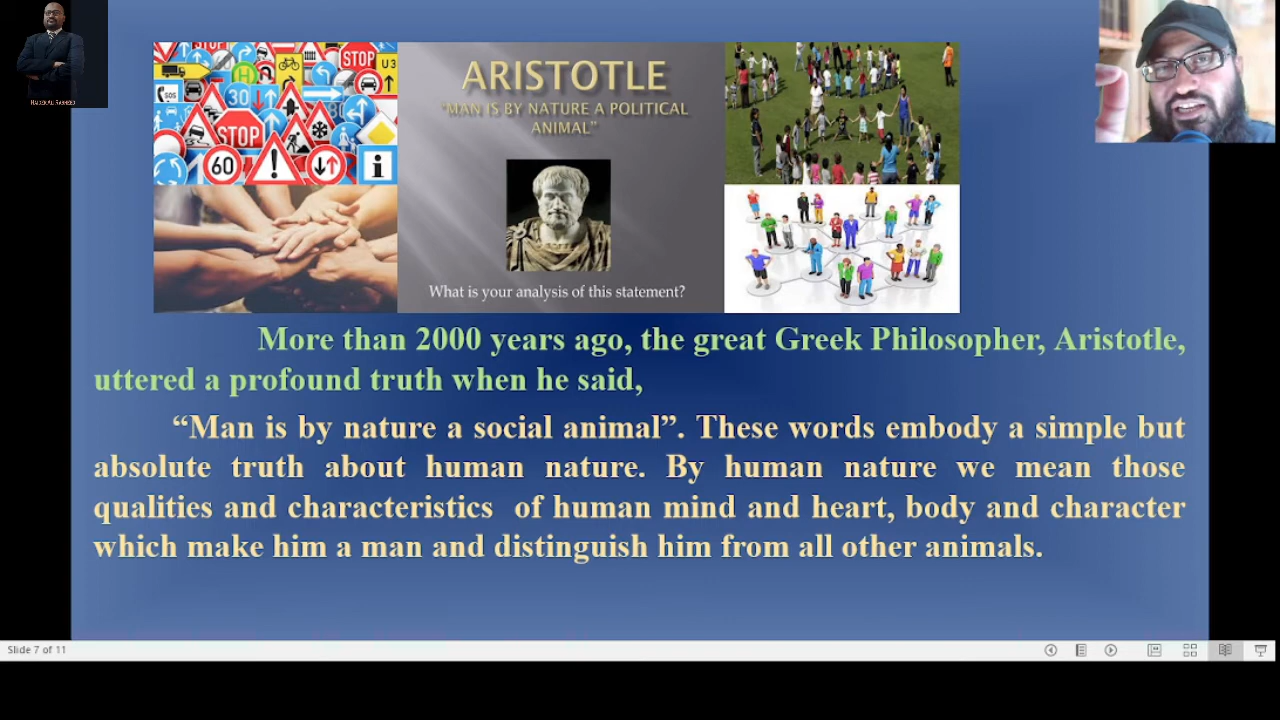 STOP
STOP
U3
H
SOS
30
STOP
60
i
ARISTOTLE
"MAN IS BY NATURE A POLITICAL
ANIMAL"
What is your analysis of this statement?
More than 2000 years ago, the great Greek Philosopher, Aristotle,
uttered a profound truth when he said,
“Man is by nature a social animal”. These words embody a simple but
absolute truth about human nature. By human nature we mean those
qualities and characteristics of human mind and heart, body and character
which make him a man and distinguish him from all other animals.
Slide 7 of 11